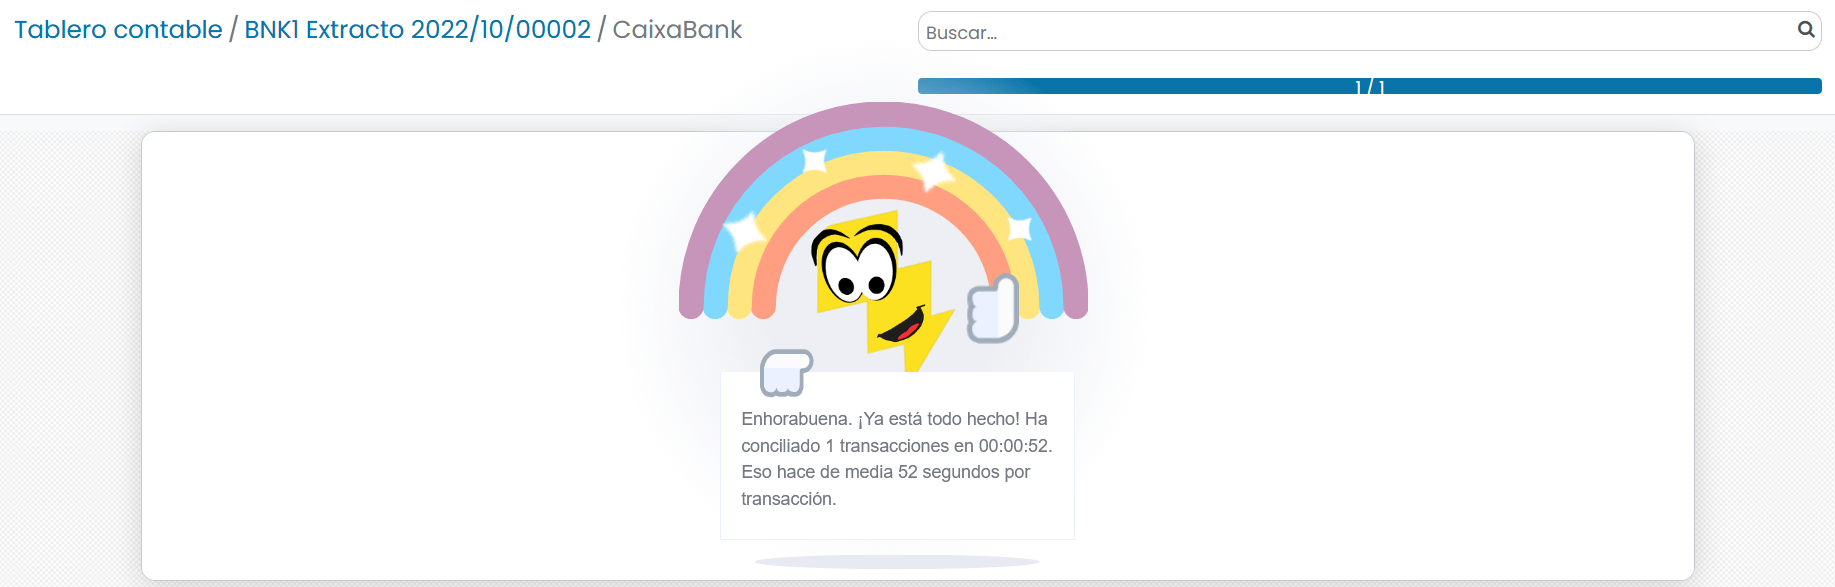 Tablero contable / BNK1 Extracto 2022/10/00002 / CaixaBank
Buscar...
1 / 1
Enhorabuena. ¡Ya está todo hecho! Ha
conciliado 1 transacciones en 00:00:52.
Eso hace de media 52 segundos por
transacción.